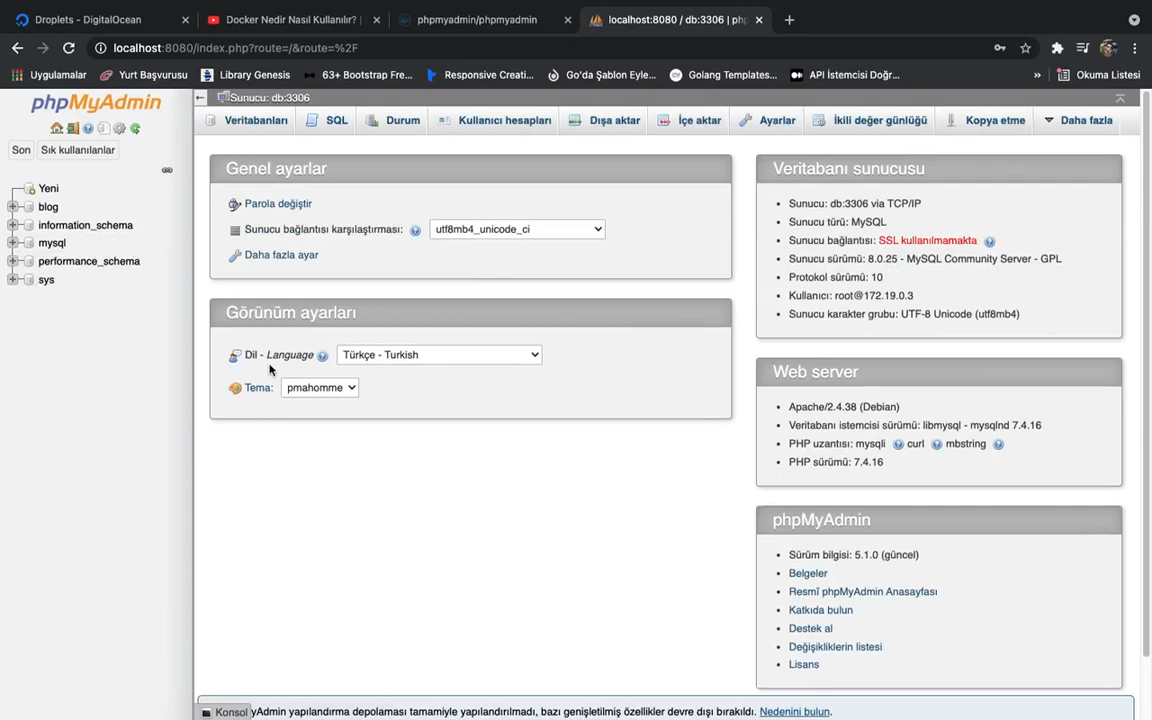 Droplets - DigitalOcean
Docker Nedir Nasıl Kullanılır? |
phpmyadmin/phpmyadmin
localhost:8080 / db:3306 | php
localhost:8080/index.php?route=/&route=%2F
Uygulamalar
Yurt Başvurusu
Library Genesis
63+ Bootstrap Fre...
Responsive Creati...
Go'da Şablon Eyle...
Golang Templates...
API İstemcisi Doğr...
»
Okuma Listesi
phpMyAdmin
Son
Sık kullanılanlar
Yeni
blog
information_schema
mysql
performance_schema
sys
Sunucu: db:3306
Veritabanları
SQL
Durum
Kullanıcı hesapları
Dışa aktar
İçe aktar
Ayarlar
İkili değer günlüğü
Kopya etme
Daha fazla
Genel ayarlar
Parola değiştir
Sunucu bağlantısı karşılaştırması:
utf8mb4_unicode_ci
Daha fazla ayar
Görünüm ayarları
Dil - Language
Türkçe - Turkish
Tema:
pmahomme
Veritabanı sunucusu
• Sunucu: db:3306 via TCP/IP
• Sunucu türü: MySQL
• Sunucu bağlantısı: SSL kullanılmamakta
• Sunucu sürümü: 8.0.25 - MySQL Community Server - GPL
• Protokol sürümü: 10
• Kullanıcı: root@172.19.0.3
• Sunucu karakter grubu: UTF-8 Unicode (utf8mb4)
Web server
• Apache/2.4.38 (Debian)
• Veritabanı istemcisi sürümü: libmysql - mysqlnd 7.4.16
• PHP uzantısı: mysqli curl mbstring
• PHP sürümü: 7.4.16
phpMyAdmin
• Sürüm bilgisi: 5.1.0 (güncel)
• Belgeler
• Resmî phpMyAdmin Anasayfası
• Katkıda bulun
• Destek al
• Değişikliklerin listesi
• Lisans
Konsol
yAdmin yapılandırma depolaması tamamiyle yapılandırılmadı, bazı genişletilmiş özellikler devre dışı bırakıldı. Nedenini bulun.